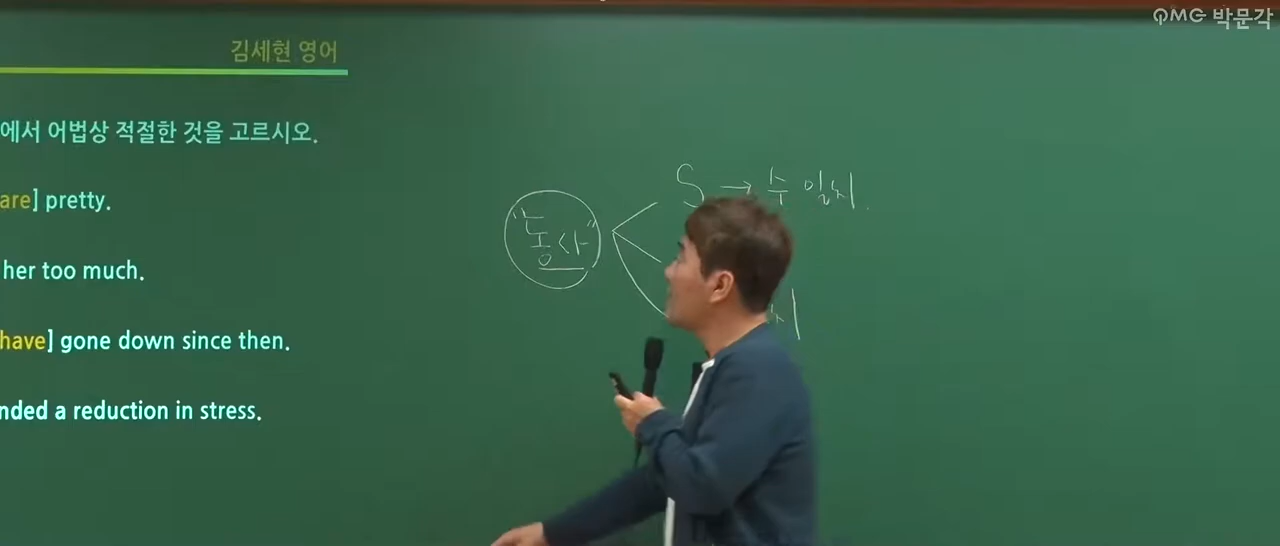 PMG 박문각
김세현 영어
에서 어법상 적절한 것을 고르시오.
are] pretty.
her too much.
have] gone down since then.
nded a reduction in stress.
"동사"
S → 수 일치.